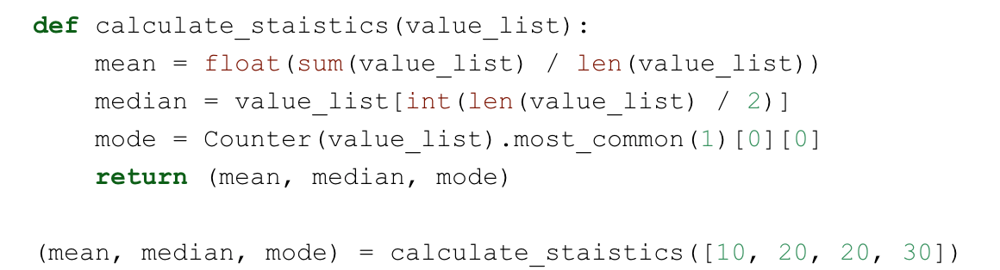 def calculate_staistics(value_list):
    mean = float(sum(value_list) / len(value_list))
    median = value_list[int(len(value_list) / 2)]
    mode = Counter(value_list).most_common(1)[0][0]
    return (mean, median, mode)
(mean, median, mode) = calculate_staistics([10, 20, 20, 30])